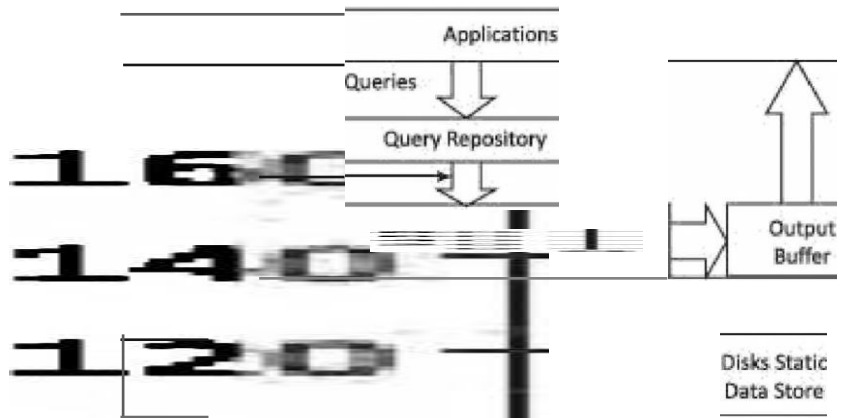 Applications
Queries
Query Repository
160
140
Output
Buffer
120
Disks Static
Data Store